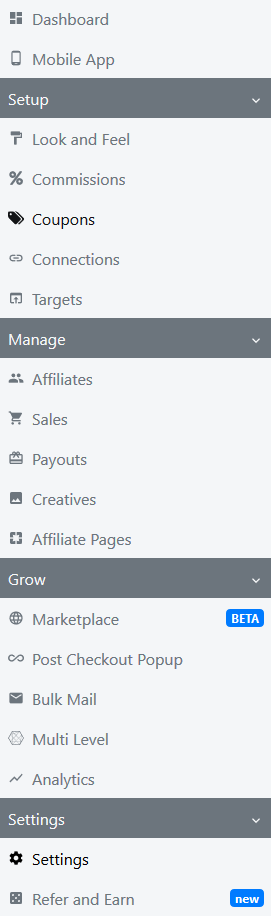 Dashboard
Mobile App
Setup
Look and Feel
Commissions
Coupons
Connections
Targets
Manage
Affiliates
Sales
Payouts
Creatives
Affiliate Pages
Grow
Marketplace BETA
Post Checkout Popup
Bulk Mail
Multi Level
Analytics
Settings
Settings
Refer and Earn new